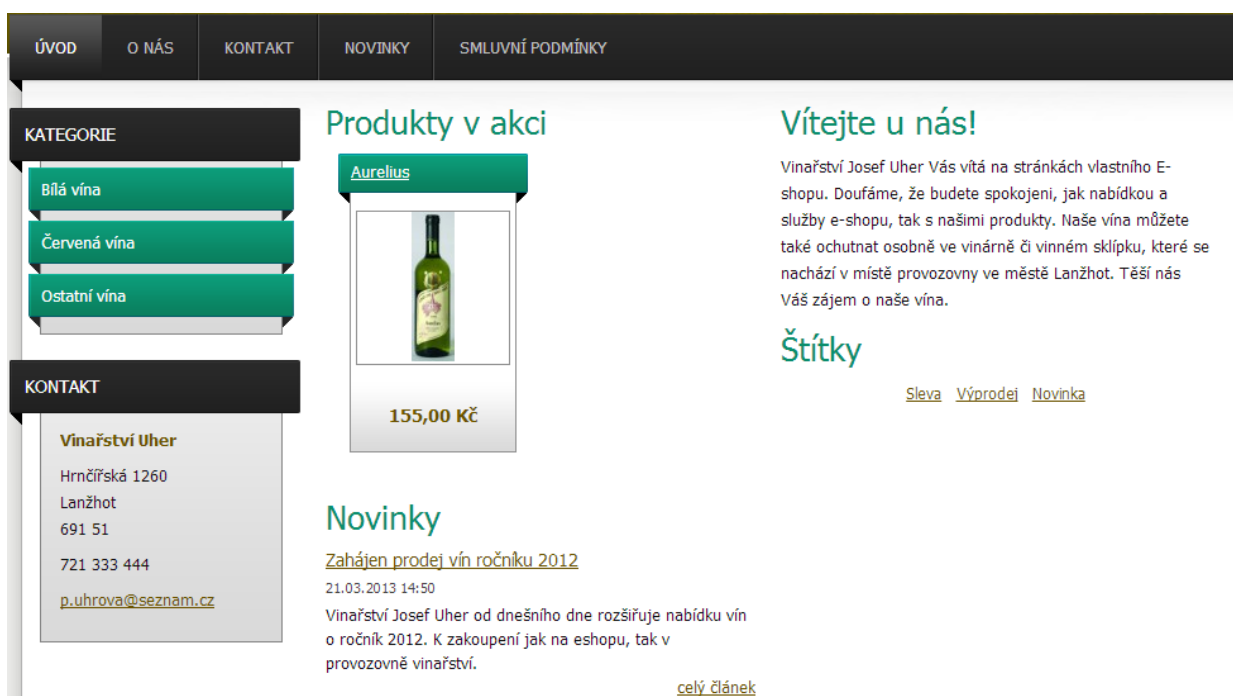 ÚVOD
O NÁS
KONTAKT
NOVINKY
SMLUVNÍ PODMÍNKY
KATEGORIE
Bílá vína
Červená vína
Ostatní vína
KONTAKT
Vinařství Uher
Hrnčířská 1260
Lanžhot
691 51
721 333 444
p.uhrova@seznam.cz
Produkty v akci
Aurelius
155,00 Kč
Novinky
Zahájen prodej vín ročníku 2012
21.03.2013 14:50
Vinařství Josef Uher od dnešního dne rozšiřuje nabídku vín
o ročník 2012. K zakoupení jak na eshopu, tak v
provozovně vinařství.
celý článek
Vítejte u nás!
Vinařství Josef Uher Vás vítá na stránkách vlastního E-
shopu. Doufáme, že budete spokojeni, jak nabídkou a
služby e-shopu, tak s našimi produkty. Naše vína můžete
také ochutnat osobně ve vinárně či vinném sklípku, které se
nachází v místě provozovny ve městě Lanžhot. Těší nás
Váš zájem o naše vína.
Štítky
Sleva Výprodej Novinka